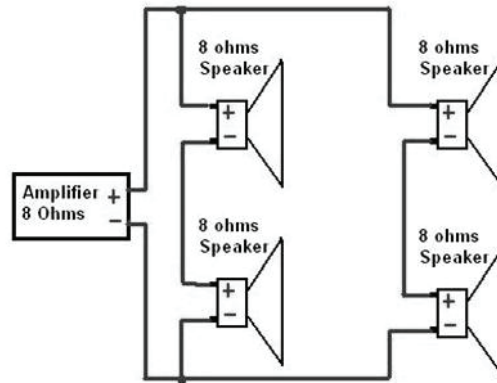 8 ohms
Speaker
+
−
8 ohms
Speaker
+
−
Amplifier +
8 Ohms −
8 ohms
Speaker
+
−
8 ohms
Speaker
+
−